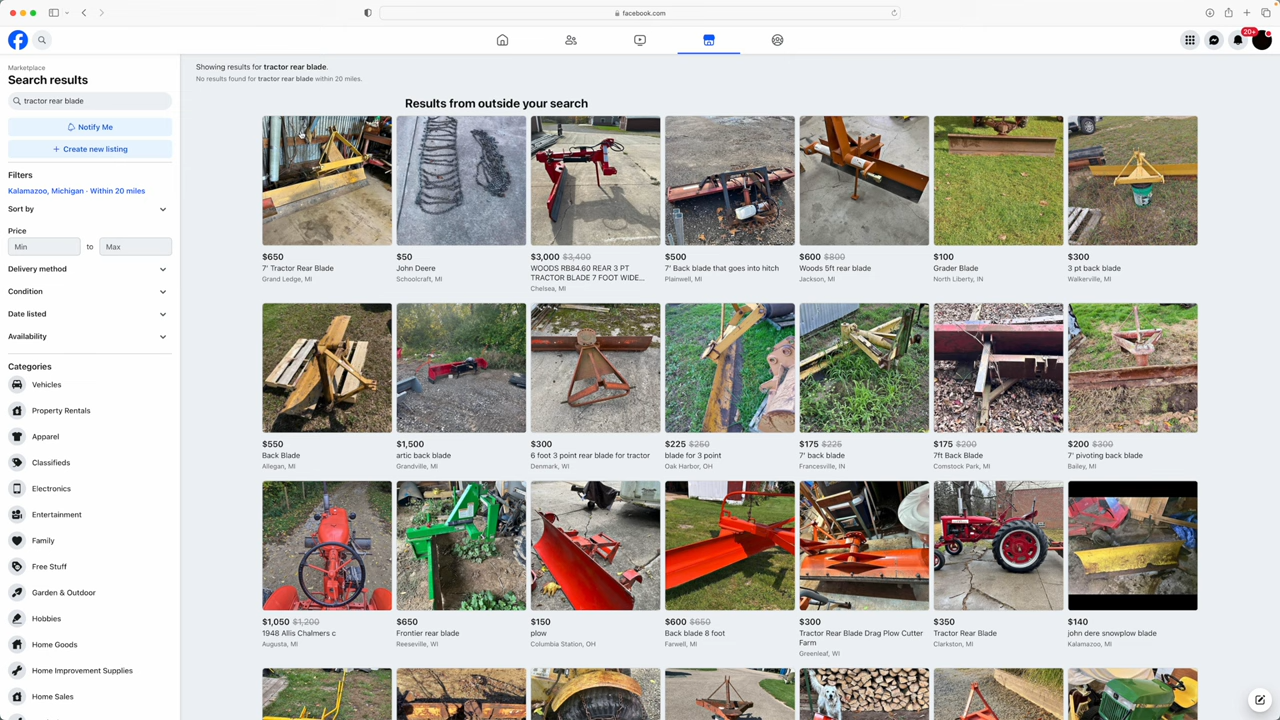 facebook.com
20+
Marketplace
Search results
tractor rear blade
Notify Me
Create new listing
Filters
Kalamazoo, Michigan · Within 20 miles
Sort by
Price
Min
to
Max
Delivery method
Condition
Date listed
Availability
Categories
Vehicles
Property Rentals
Apparel
Classifieds
Electronics
Entertainment
Family
Free Stuff
Garden & Outdoor
Hobbies
Home Goods
Home Improvement Supplies
Home Sales
Showing results for tractor rear blade.
No results found for tractor rear blade within 20 miles.
Results from outside your search
$650
7' Tractor Rear Blade
Grand Ledge, MI
$50
John Deere
Schoolcraft, MI
$3,000 $3,400
WOODS RB84.60 REAR 3 PT
TRACTOR BLADE 7 FOOT WIDE...
Chelsea, MI
$500
7' Back blade that goes into hitch
Plainwell, MI
$600 $800
Woods 5ft rear blade
Jackson, MI
$100
Grader Blade
North Liberty, IN
$300
3 pt back blade
Walkerville, MI
$550
Back Blade
Allegan, MI
$1,500
artic back blade
Grandville, MI
$300
6 foot 3 point rear blade for tractor
Denmark, WI
$225 $250
blade for 3 point
Oak Harbor, OH
$175 $225
7' back blade
Francesville, IN
$175 $200
7ft Back Blade
Comstock Park, MI
$200 $300
7' pivoting back blade
Bailey, MI
$1,050 $1,200
1948 Allis Chalmers c
Augusta, MI
$650
Frontier rear blade
Reeseville, WI
$150
plow
Columbia Station, OH
$600 $650
Back blade 8 foot
Farwell, MI
$300
Tractor Rear Blade Drag Plow Cutter
Farm
Greenleaf, WI
$350
Tractor Rear Blade
Clarkston, MI
$140
john dere snowplow blade
Kalamazoo, MI